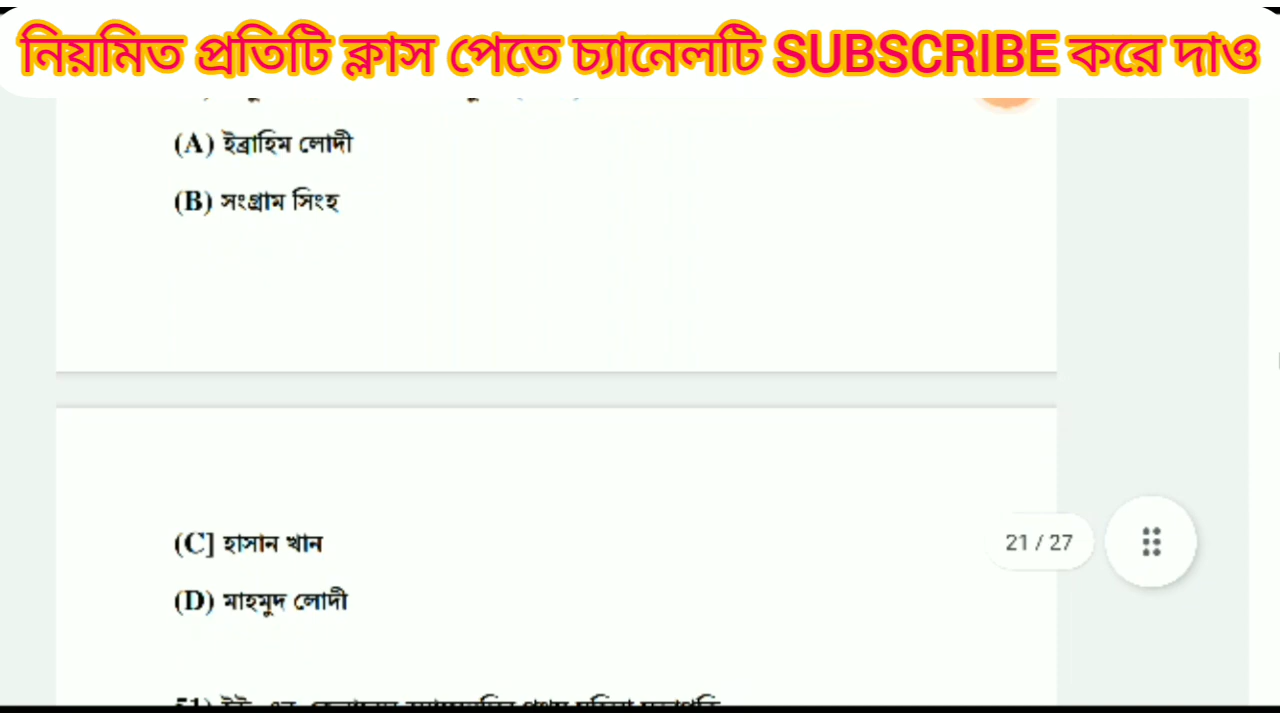 নিয়মিত প্রতিটি ক্লাস পেতে চ্যানেলটি SUBSCRIBE করে দাও
(A) ইব্রাহিম লোদী
(B) সংগ্রাম সিংহ
(C] হাসান খান
21 / 27
(D) মাহমুদ লোদী